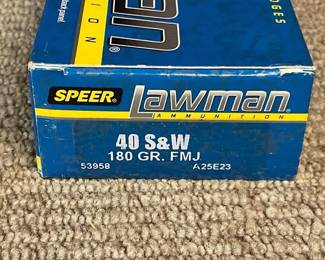 SPEER Lawman
AMMUNITION
40 S&W
180 GR. FMJ
53958 A25E23